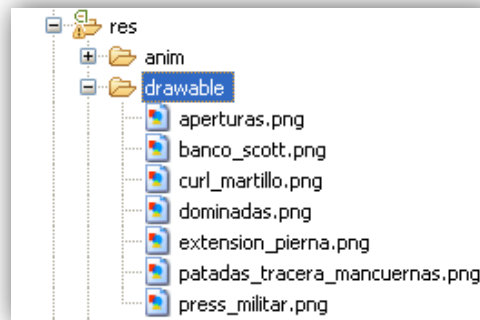 res
anim
drawable
aperturas.png
banco_scott.png
curl_martillo.png
dominadas.png
extension_pierna.png
patadas_tracera_mancuernas.png
press_militar.png